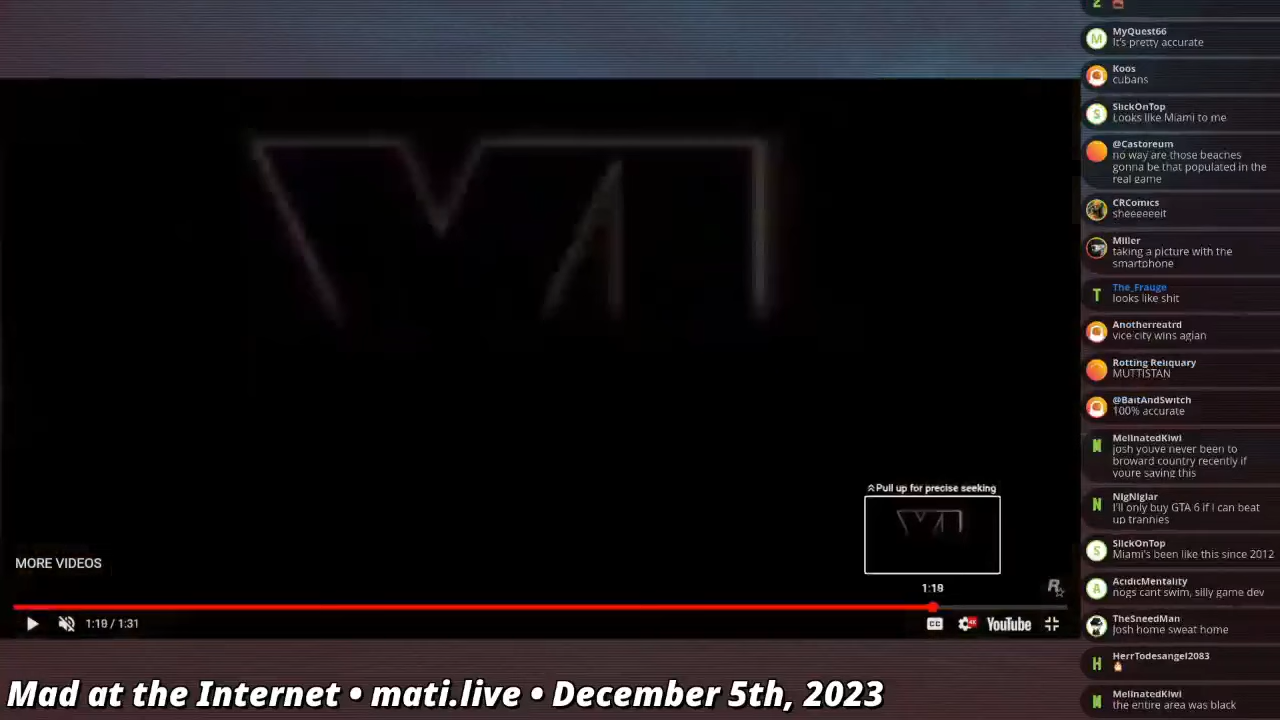 VI
2
MyQuest66
It's pretty accurate
Koos
cubans
SlickOnTop
Looks like Miami to me
@Castoreum
no way are those beaches
gonna be that populated in the
real game
CRComics
sheeeeeeit
Miller
taking a picture with the
smartphone
The_Frauge
looks like shit
Anotherreatrd
vice city wins agian
Rotting Reliquary
MUTTISTAN
@BaitAndSwitch
100% accurate
MelinatedKiwi
josh youve never been to
broward country recently if
youre saying this
NigNiglar
I'll only buy GTA 6 if I can beat
up trannies
SlickOnTop
Miami's been like this since 2012
AcidicMentality
nogs cant swim, silly game dev
TheSneedMan
Josh home sweat home
HerrTodesangel2083
MelinatedKiwi
the entire area was black
Pull up for precise seeking
VI
MORE VIDEOS
1:18
1:18 / 1:31
CC
4K
YouTube
Mad at the Internet • mati.live • December 5th, 2023